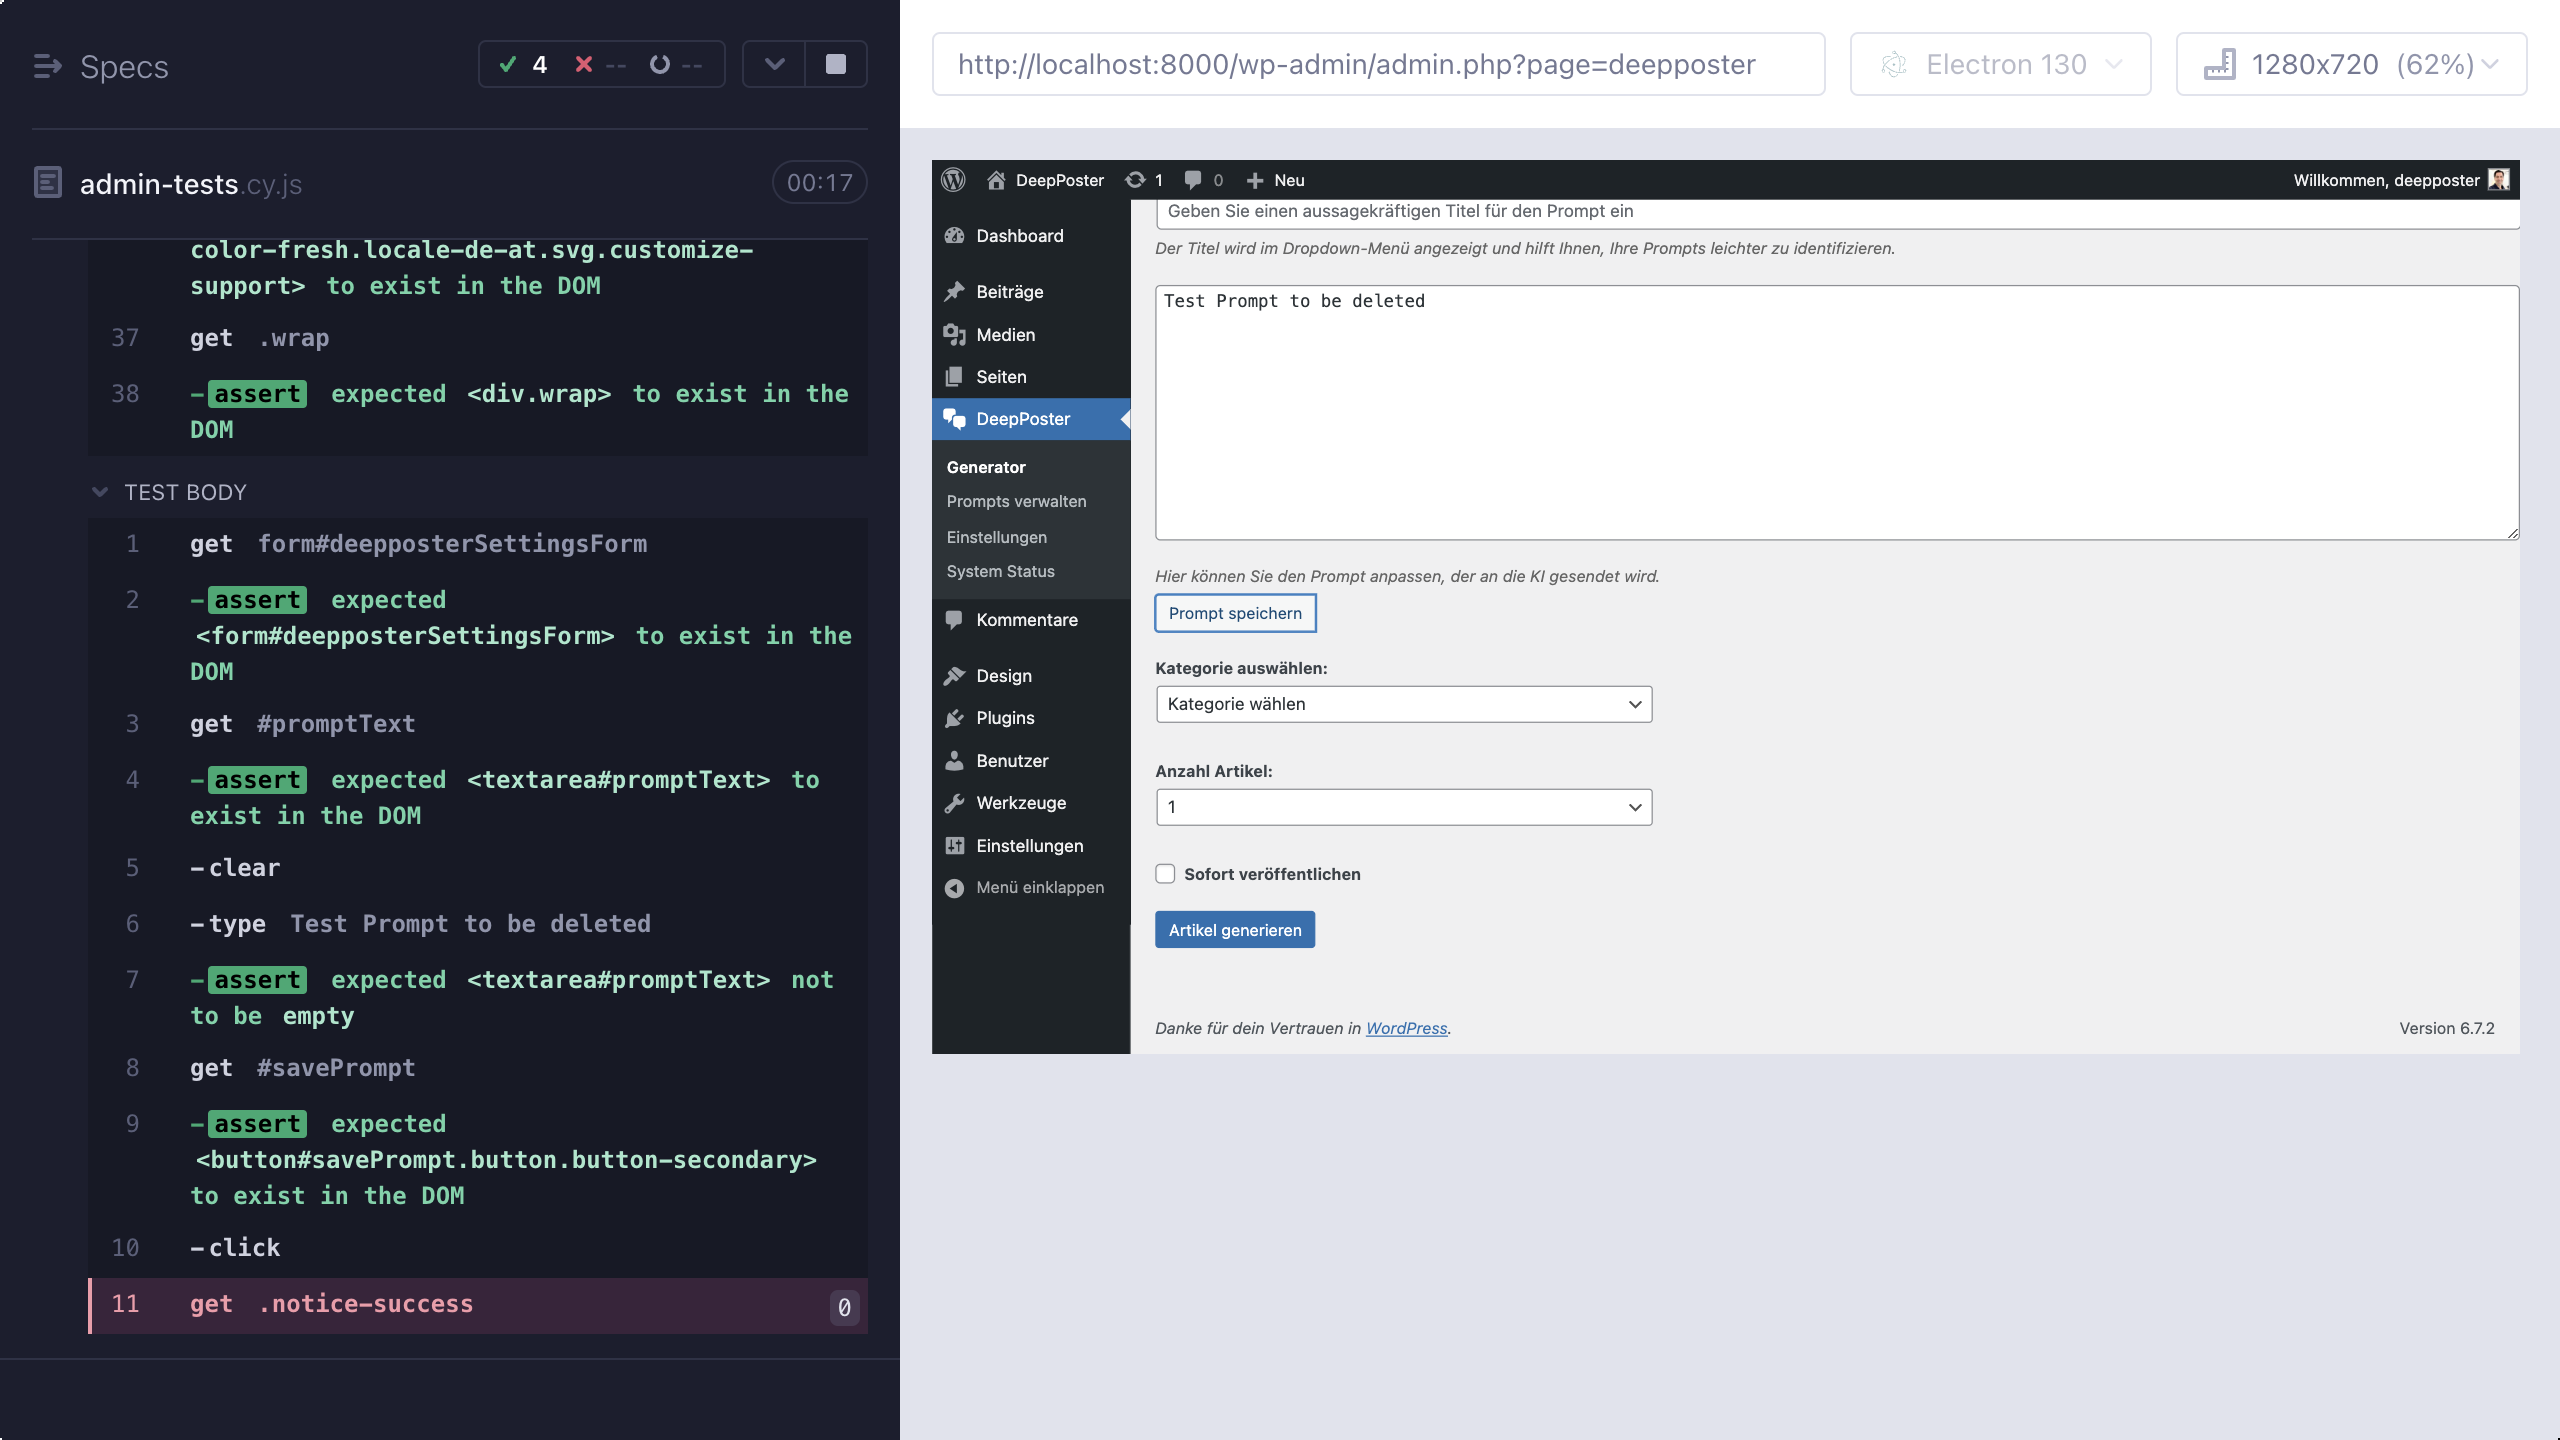 Specs
4 -- --
admin-tests.cy.js 00:17
color-fresh.locale-de-at.svg.customize-
support> to exist in the DOM
37 get .wrap
38 -assert expected <div.wrap> to exist in the
DOM
TEST BODY
1 get form#deepposterSettingsForm
2 -assert expected
<form#deepposterSettingsForm> to exist in the
DOM
3 get #promptText
4 -assert expected <textarea#promptText> to
exist in the DOM
5 -clear
6 -type Test Prompt to be deleted
7 -assert expected <textarea#promptText> not
to be empty
8 get #savePrompt
9 -assert expected
<button#savePrompt.button.button-secondary>
to exist in the DOM
10 -click
11 get .notice-success 0
http://localhost:8000/wp-admin/admin.php?page=deepposter
Electron 130
1280x720 (62%)
DeepPoster 1 0 Neu
Willkommen, deepposter
Dashboard
Beiträge
Medien
Seiten
DeepPoster
Generator
Prompts verwalten
Einstellungen
System Status
Kommentare
Design
Plugins
Benutzer
Werkzeuge
Einstellungen
Menü einklappen
Geben Sie einen aussagekräftigen Titel für den Prompt ein
Der Titel wird im Dropdown-Menü angezeigt und hilft Ihnen, Ihre Prompts leichter zu identifizieren.
Test Prompt to be deleted
Hier können Sie den Prompt anpassen, der an die KI gesendet wird.
Prompt speichern
Kategorie auswählen:
Kategorie wählen
Anzahl Artikel:
1
Sofort veröffentlichen
Artikel generieren
Danke für dein Vertrauen in WordPress.
Version 6.7.2